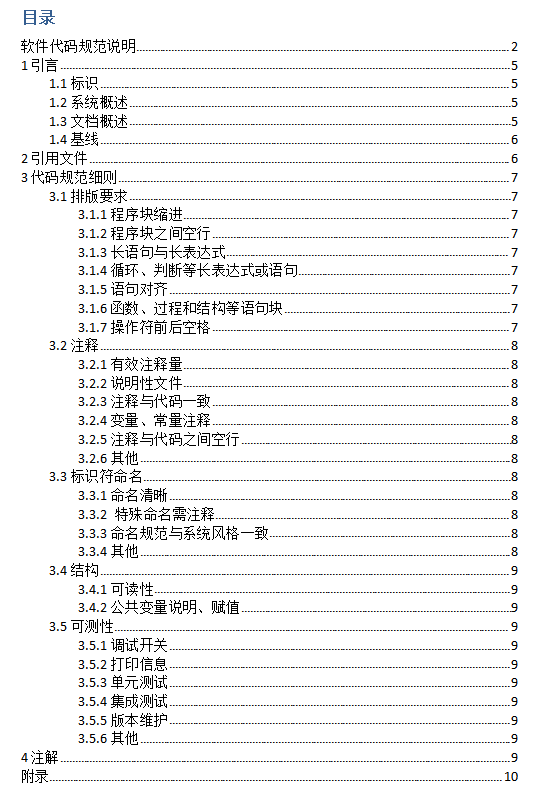 目录
软件代码规范说明 2
1 引言 5
1.1 标识 5
1.2 系统概述 5
1.3 文档概述 5
1.4 基线 6
2 引用文件 6
3 代码规范细则 7
3.1 排版要求 7
3.1.1 程序块缩进 7
3.1.2 程序块之间空行 7
3.1.3 长语句与长表达式 7
3.1.4 循环、判断等长表达式或语句 7
3.1.5 语句对齐 7
3.1.6 函数、过程和结构等语句块 7
3.1.7 操作符前后空格 7
3.2 注释 8
3.2.1 有效注释量 8
3.2.2 说明性文件 8
3.2.3 注释与代码一致 8
3.2.4 变量、常量注释 8
3.2.5 注释与代码之间空行 8
3.2.6 其他 8
3.3 标识符命名 8
3.3.1 命名清晰 8
3.3.2 特殊命名需注释 8
3.3.3 命名规范与系统风格一致 8
3.3.4 其他 8
3.4 结构 9
3.4.1 可读性 9
3.4.2 公共变量说明、赋值 9
3.5 可测性 9
3.5.1 调试开关 9
3.5.2 打印信息 9
3.5.3 单元测试 9
3.5.4 集成测试 9
3.5.5 版本维护 9
3.5.6 其他 9
4 注解 9
附录 10